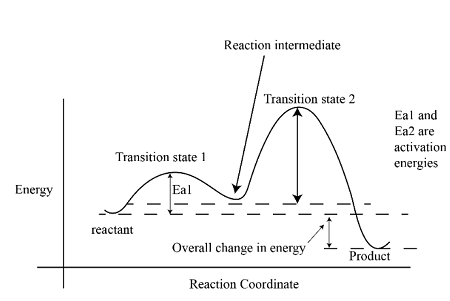 Reaction intermediate
Transition state 2
Ea1 and
Ea2 are
activation
energies
Transition state 1
Ea1
Energy
reactant
Overall change in energy
Product
Reaction Coordinate